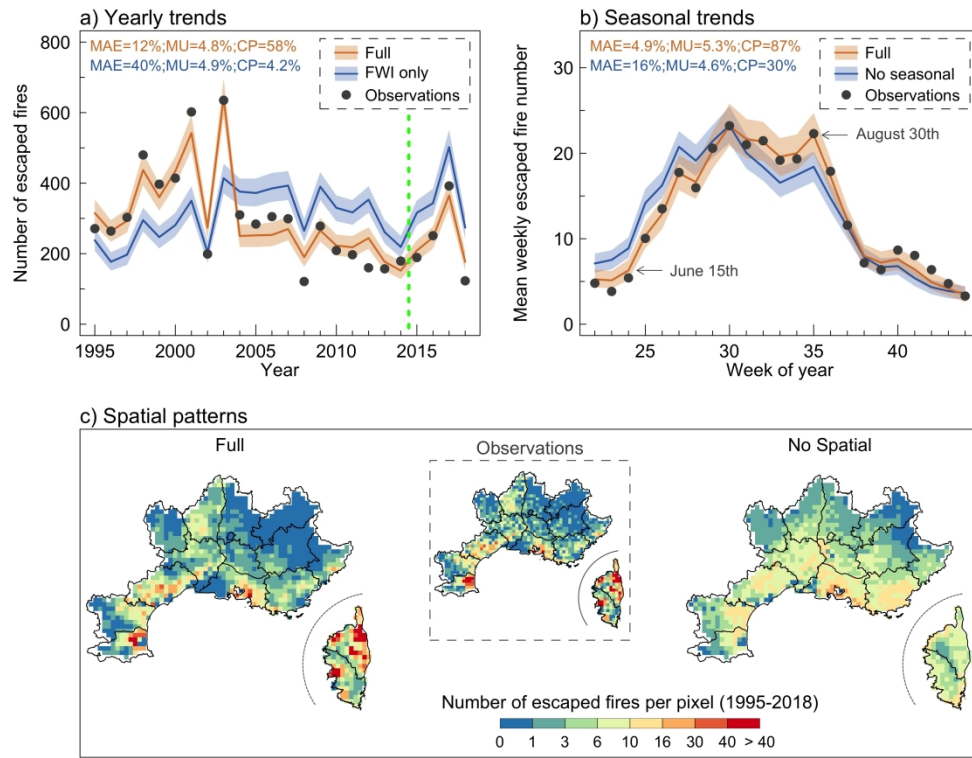 a) Yearly trends
MAE=12%;MU=4.8%;CP=58%
MAE=40%;MU=4.9%;CP=4.2%
Full
FWI only
Observations
Number of escaped fires
800
600
400
200
0
1995
2000
2005
2010
2015
Year
b) Seasonal trends
MAE=4.9%;MU=5.3%;CP=87%
MAE=16%;MU=4.6%;CP=30%
Full
No seasonal
Observations
August 30th
June 15th
Mean weekly escaped fire number
30
20
10
0
25
30
35
40
Week of year
c) Spatial patterns
Full
Observations
No Spatial
Number of escaped fires per pixel (1995-2018)
0 1 3 6 10 16 30 40 > 40